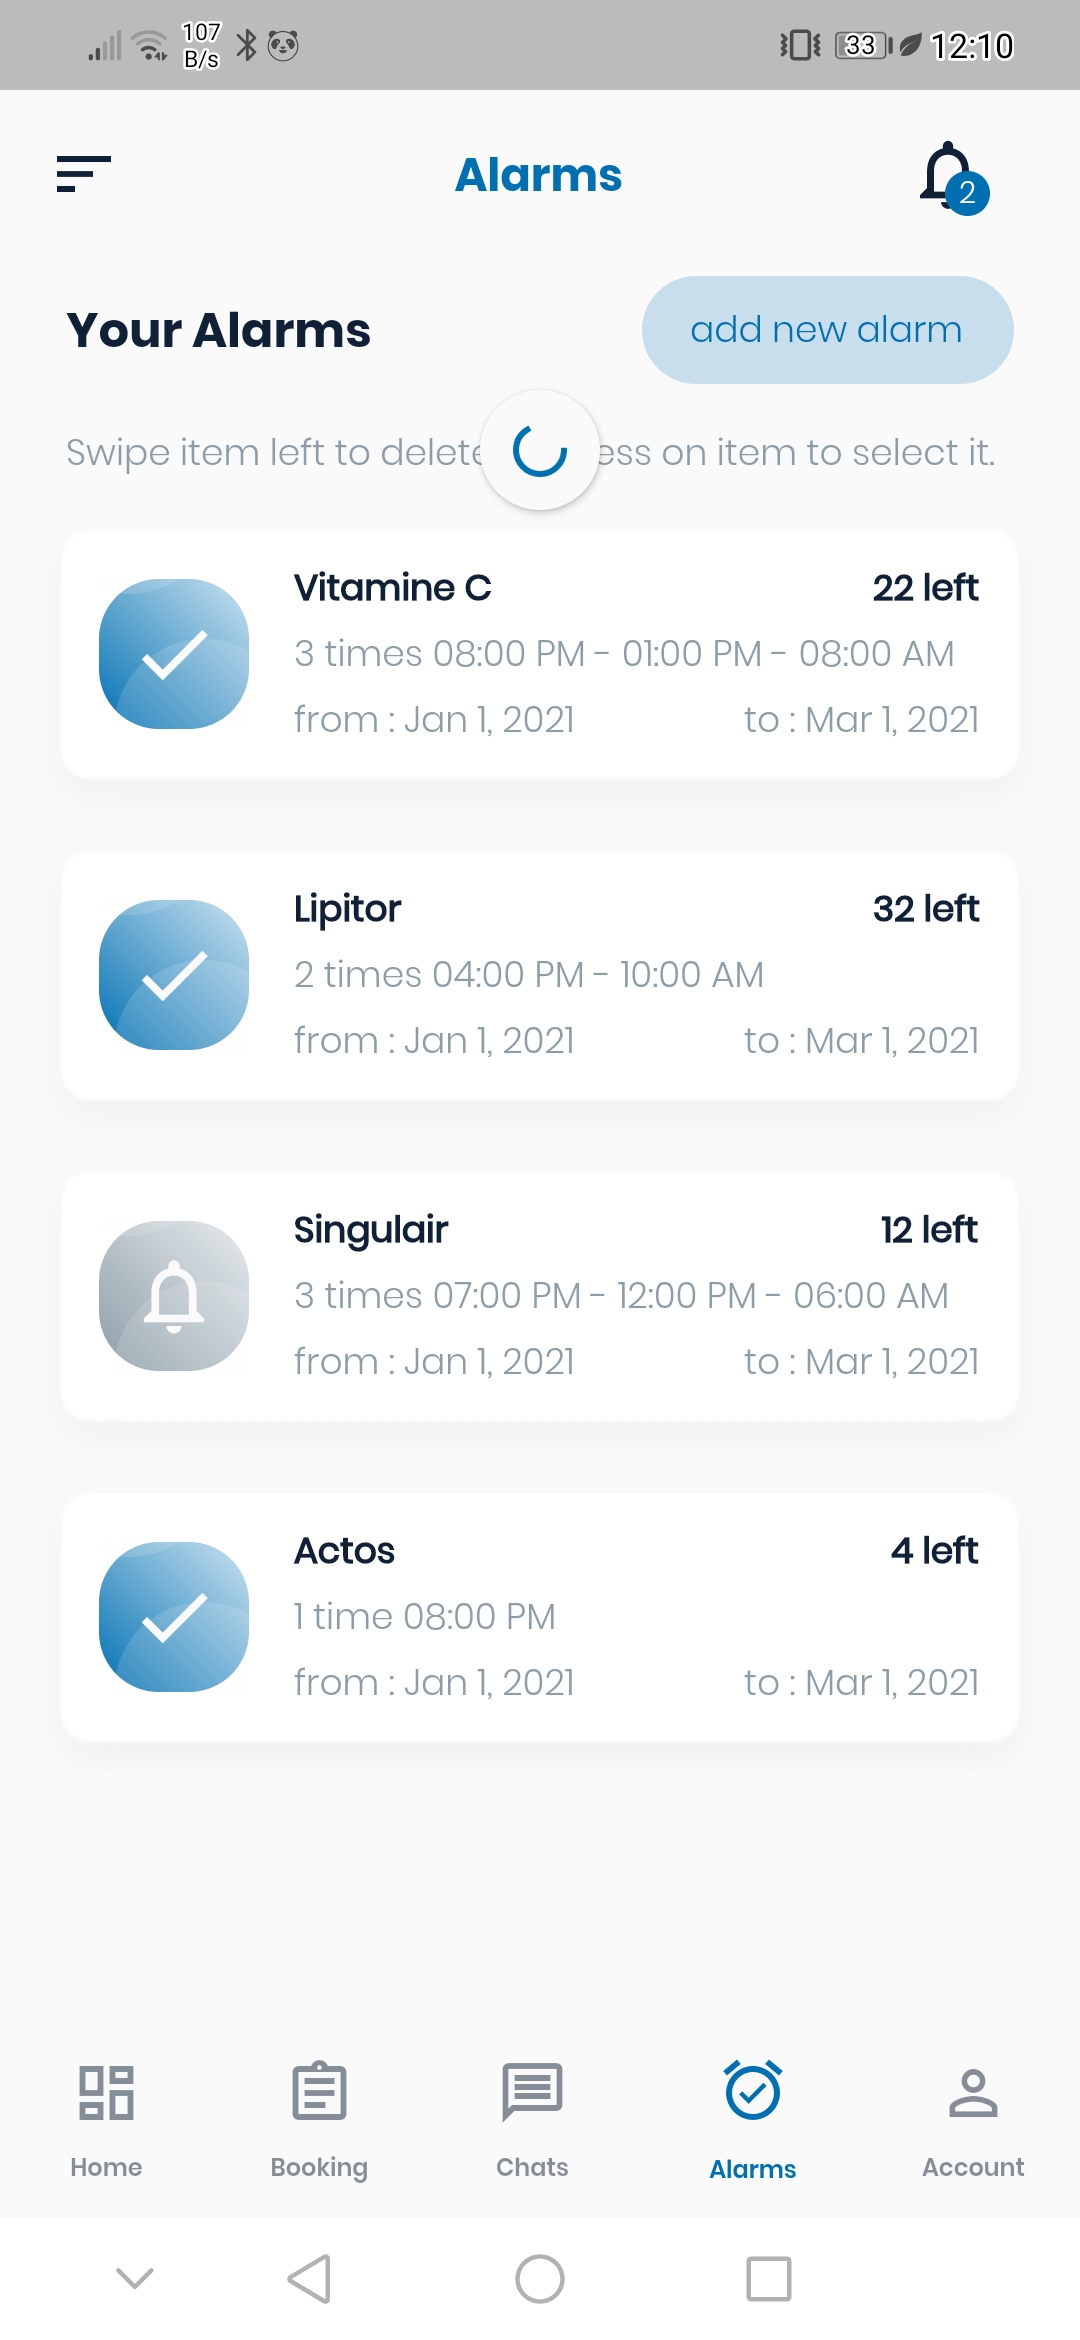 107 B/s 33 12:10
Alarms 2
Your Alarms add new alarm
Swipe item left to delete on item to select it.
Vitamine C 22 left
3 times 08:00 PM - 01:00 PM - 08:00 AM
from : Jan 1, 2021 to : Mar 1, 2021
Lipitor 32 left
2 times 04:00 PM - 10:00 AM
from : Jan 1, 2021 to : Mar 1, 2021
Singulair 12 left
3 times 07:00 PM - 12:00 PM - 06:00 AM
from : Jan 1, 2021 to : Mar 1, 2021
Actos 4 left
1 time 08:00 PM
from : Jan 1, 2021 to : Mar 1, 2021
Home Booking Chats Alarms Account